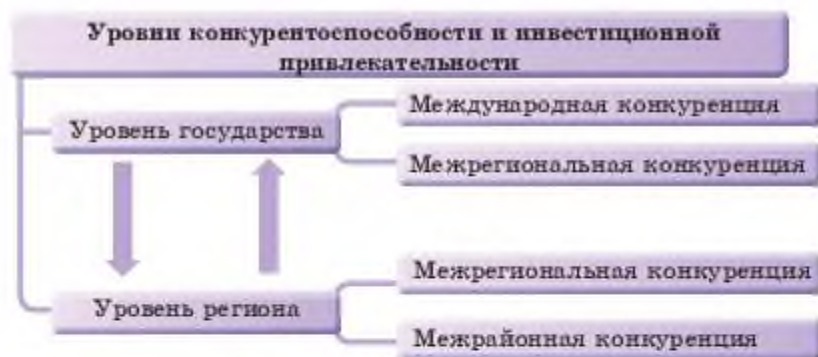 Уровни конкурентоспособности и инвестиционной
привлекательности
Уровень государства
Международная конкуренция
Межрегиональная конкуренция
Уровень региона
Межрегиональная конкуренция
Межрайонная конкуренция